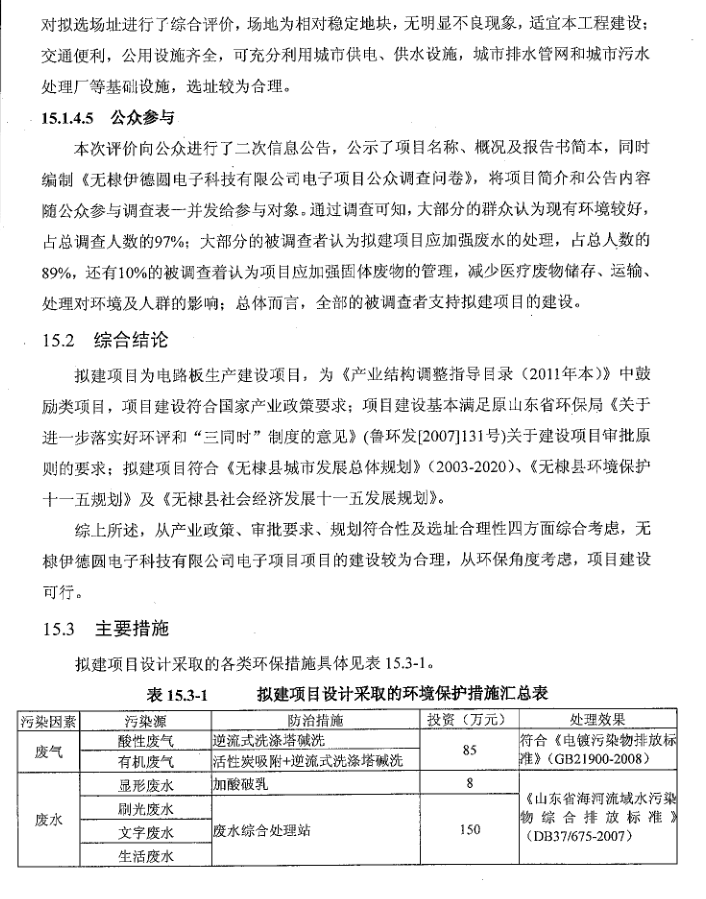 对拟选场址进行了综合评价，场地为相对稳定地块，无明显不良现象，适宜本工程建设；
交通便利，公用设施齐全，可充分利用城市供电、供水设施，城市排水管网和城市污水
处理厂等基础设施，选址较为合理。
15.1.4.5 公众参与
本次评价向公众进行了二次信息公告，公示了项目名称、概况及报告书简本，同时
编制《无棣伊德圆电子科技有限公司电子项目公众调查问卷》，将项目简介和公告内容
随公众参与调查表一并发给参与对象。通过调查可知，大部分的群众认为现有环境较好，
占总调查人数的97%；大部分的被调查者认为拟建项目应加强废水的处理，占总人数的
89%，还有10%的被调查着认为项目应加强固体废物的管理，减少医疗废物储存、运输、
处理对环境及人群的影响；总体而言，全部的被调查者支持拟建项目的建设。
15.2 综合结论
拟建项目为电路板生产建设项目，为《产业结构调整指导目录（2011年本）》中鼓
励类项目，项目建设符合国家产业政策要求；项目建设基本满足原山东省环保局《关于
进一步落实好环评和“三同时”制度的意见》(鲁环发[2007]131号)关于建设项目审批原
则的要求；拟建项目符合《无棣县城市发展总体规划》（2003-2020）、《无棣县环境保护
十一五规划》及《无棣县社会经济发展十一五发展规划》。
综上所述，从产业政策、审批要求、规划符合性及选址合理性四方面综合考虑，无
棣伊德圆电子科技有限公司电子项目项目的建设较为合理，从环保角度考虑，项目建设
可行。
15.3 主要措施
拟建项目设计采取的各类环保措施具体见表 15.3-1。
表 15.3-1 拟建项目设计采取的环境保护措施汇总表
污染因素 污染源 防治措施 投资（万元） 处理效果
废气 酸性废气 逆流式洗涤塔碱洗 85 符合《电镀污染物排放标
准》（GB21900-2008）
有机废气 活性炭吸附+逆流式洗涤塔碱洗
废水 显形废水 加酸破乳 8 《山东省海河流域水污染
物综合排放标准》
（DB37/675-2007）
刷光废水 废水综合处理站 150
文字废水
生活废水